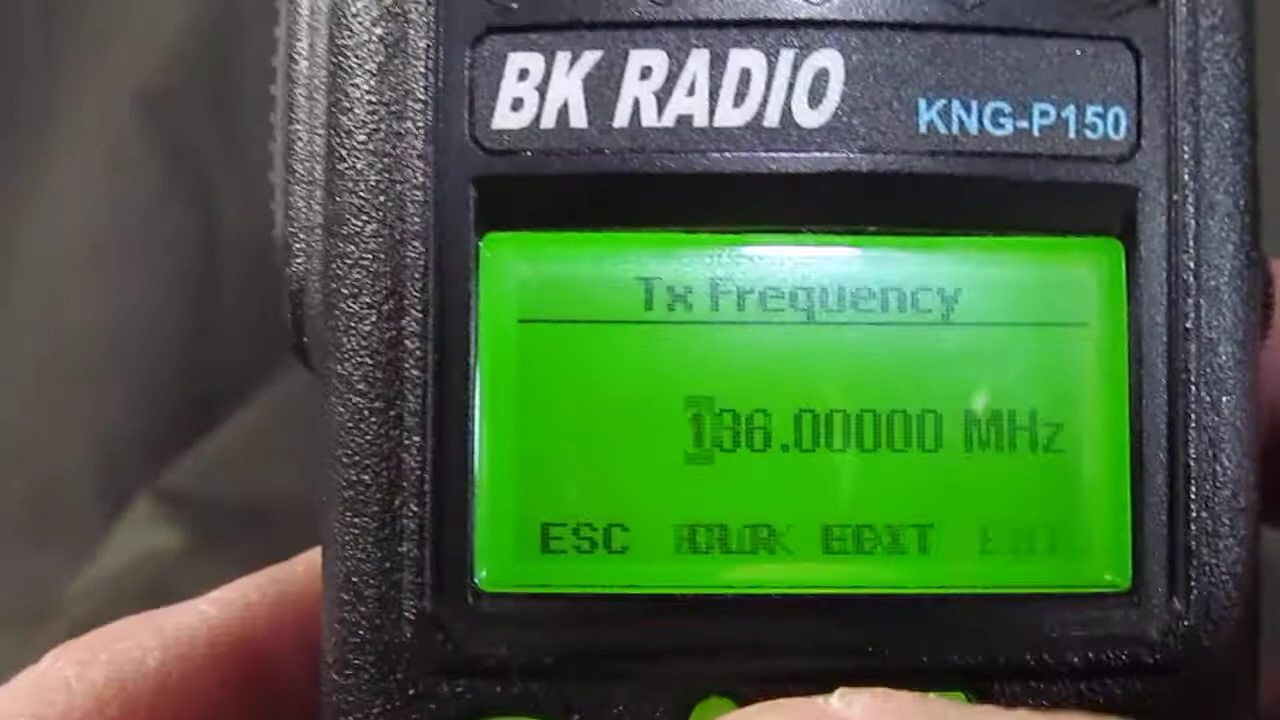 BK RADIO
KNG-P150
Tx Frequency
136.00000 MHz
ESC